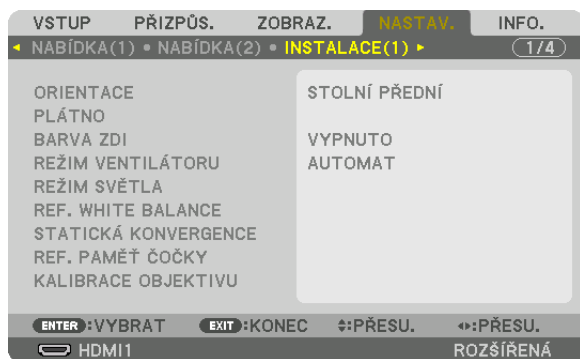 VSTUP PŘIZPŮS. ZOBRAZ. NASTAV. INFO.
◄ NABÍDKA(1) ● NABÍDKA(2) ● INSTALACE(1) ► 1/4
ORIENTACE STOLNÍ PŘEDNÍ
PLÁTNO
BARVA ZDI VYPNUTO
REŽIM VENTILÁTORU AUTOMAT
REŽIM SVĚTLA
REF. WHITE BALANCE
STATICKÁ KONVERGENCE
REF. PAMĚŤ ČOČKY
KALIBRACE OBJEKTIVU
ENTER :VYBRAT EXIT :KONEC ♦:PŘESU. ◄►:PŘESU.
HDMI1 ROZŠÍŘENÁ